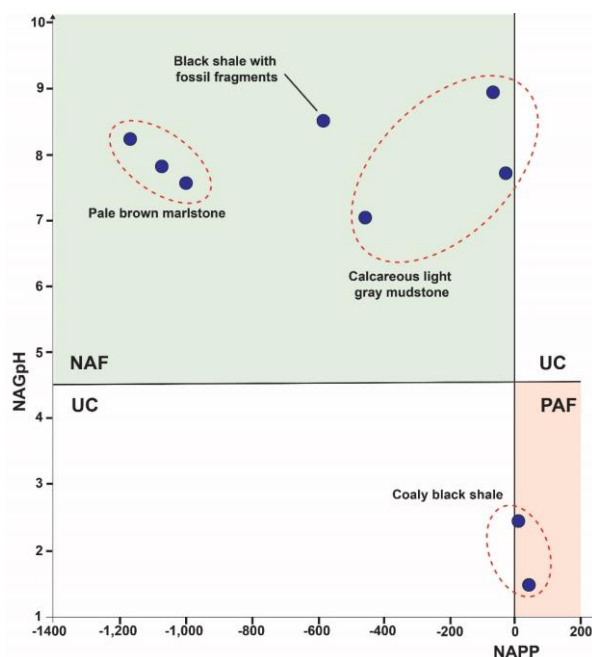 10
9
8
7
6
5
4
3
2
1
NAGpH
Black shale with
fossil fragments
Pale brown marlstone
Calcareous light
gray mudstone
NAF
UC
UC
PAF
Coaly black shale
-1400
-1,200
-1,000
-800
-600
-400
-200
0
200
NAPP